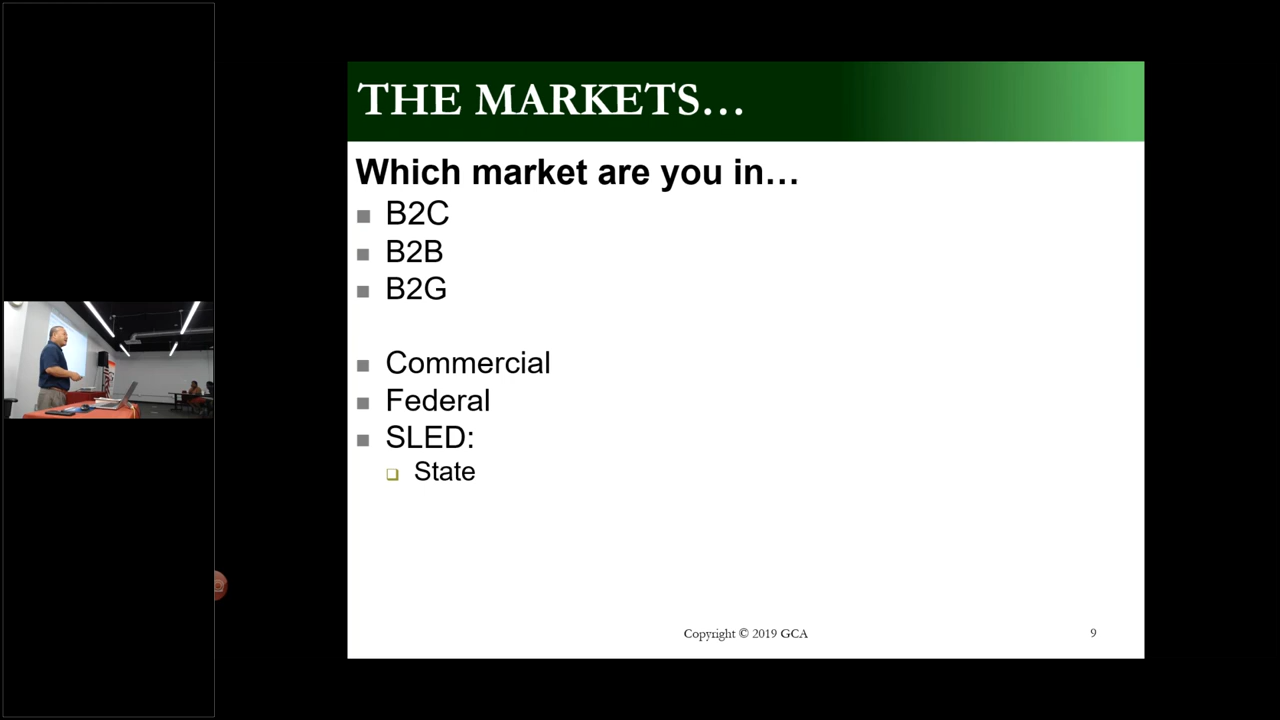 THE MARKETS…
Which market are you in…
B2C
B2B
B2G
Commercial
Federal
SLED:
State
Copyright © 2019 GCA
9